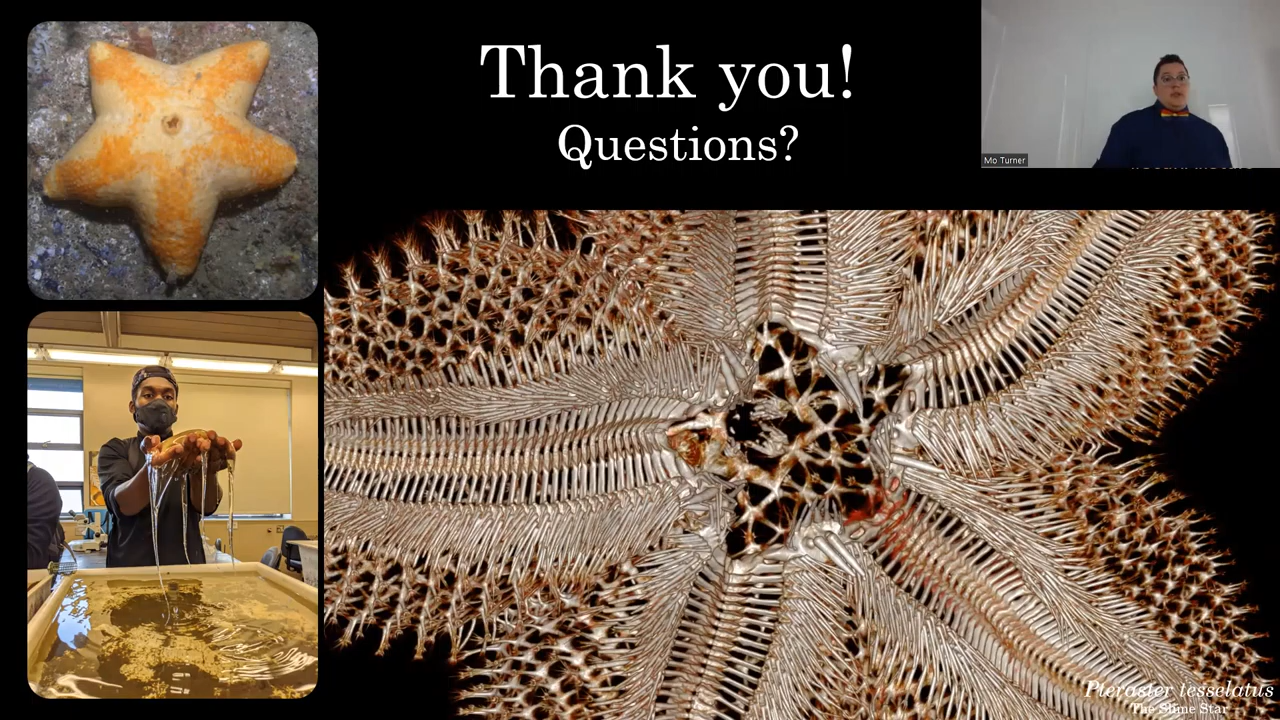 Thank you!
Questions?
Mo Turner
Pteraster tesselatus
The Slime Star